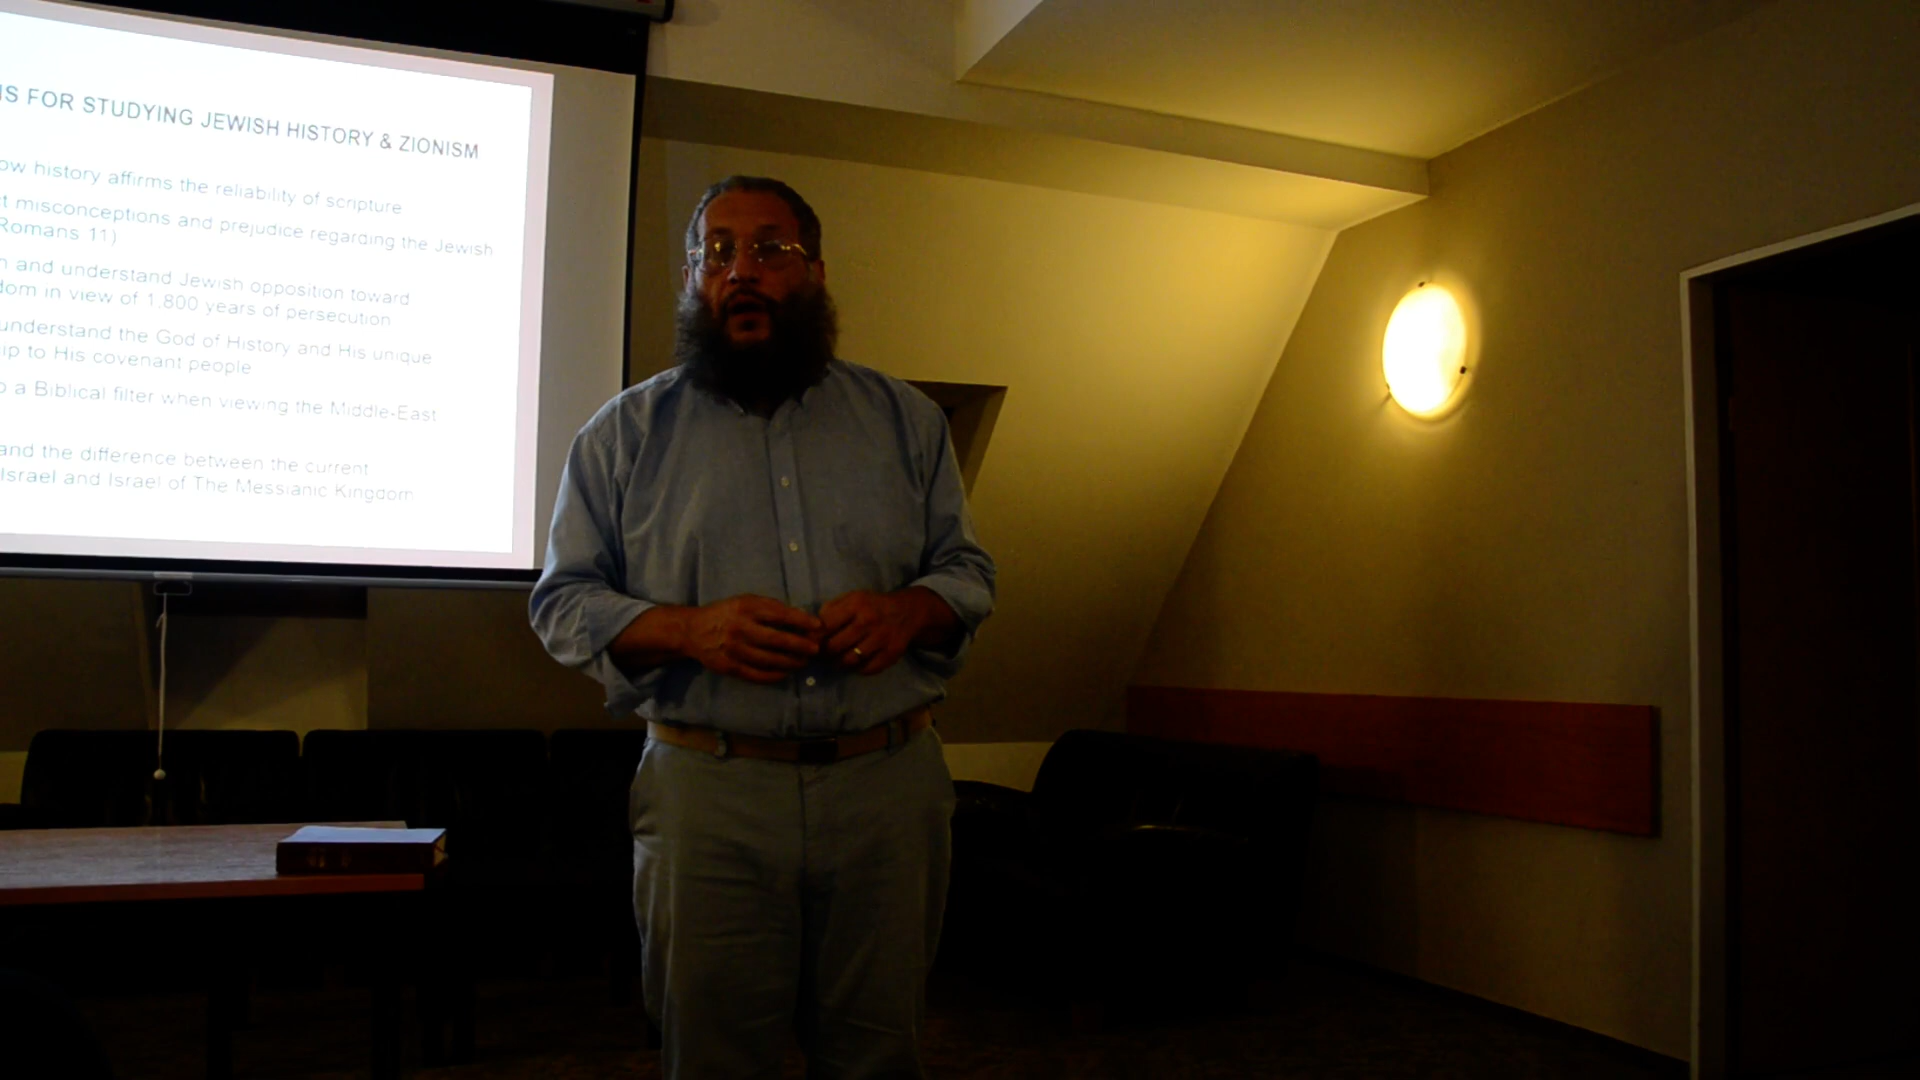 FOR STUDYING JEWISH HISTORY & ZIONISM
history affirms the reliability of scripture
misconceptions and prejudice regarding the Jewish
Romans 11)
and understand Jewish opposition toward
in view of 1,800 years of persecution
understand the God of History and His unique
to His covenant people
a Biblical filter when viewing the Middle-East
the difference between the current
Israel and Israel of The Messianic Kingdom